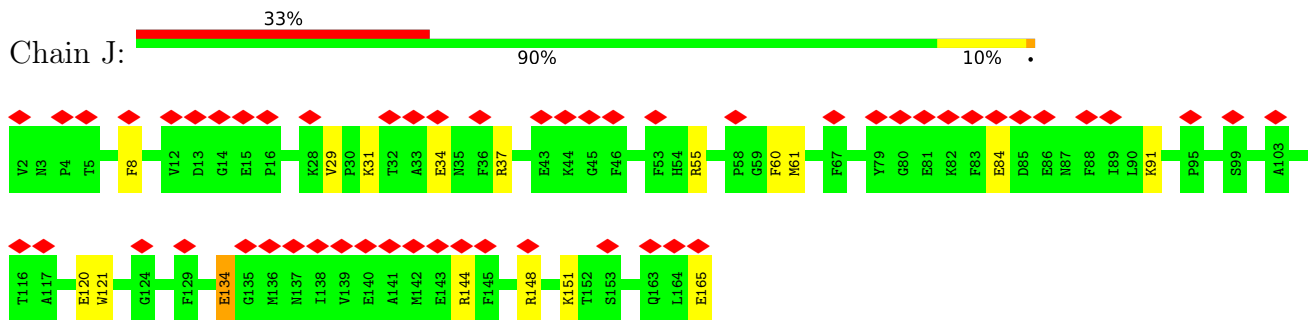 33%
Chain J:
90% 10% •
V2 N3 P4 T5 F8 V12 D13 G14 E15 P16 K28 V29 P30 K31 T32 A33 E34 N35 F36 R37 E43 K44 G45 F46 F53 H54 R55 P58 G59 F60 M61 F67 Y79 G80 E81 K82 F83 E84 D85 E86 N87 F88 I89 L90 K91 P95 S99 A103
T116 A117 E120 W121 G124 F129 E134 G135 M136 N137 I138 V139 E140 A141 M142 E143 R144 F145 R148 K151 T152 S153 Q163 L164 E165